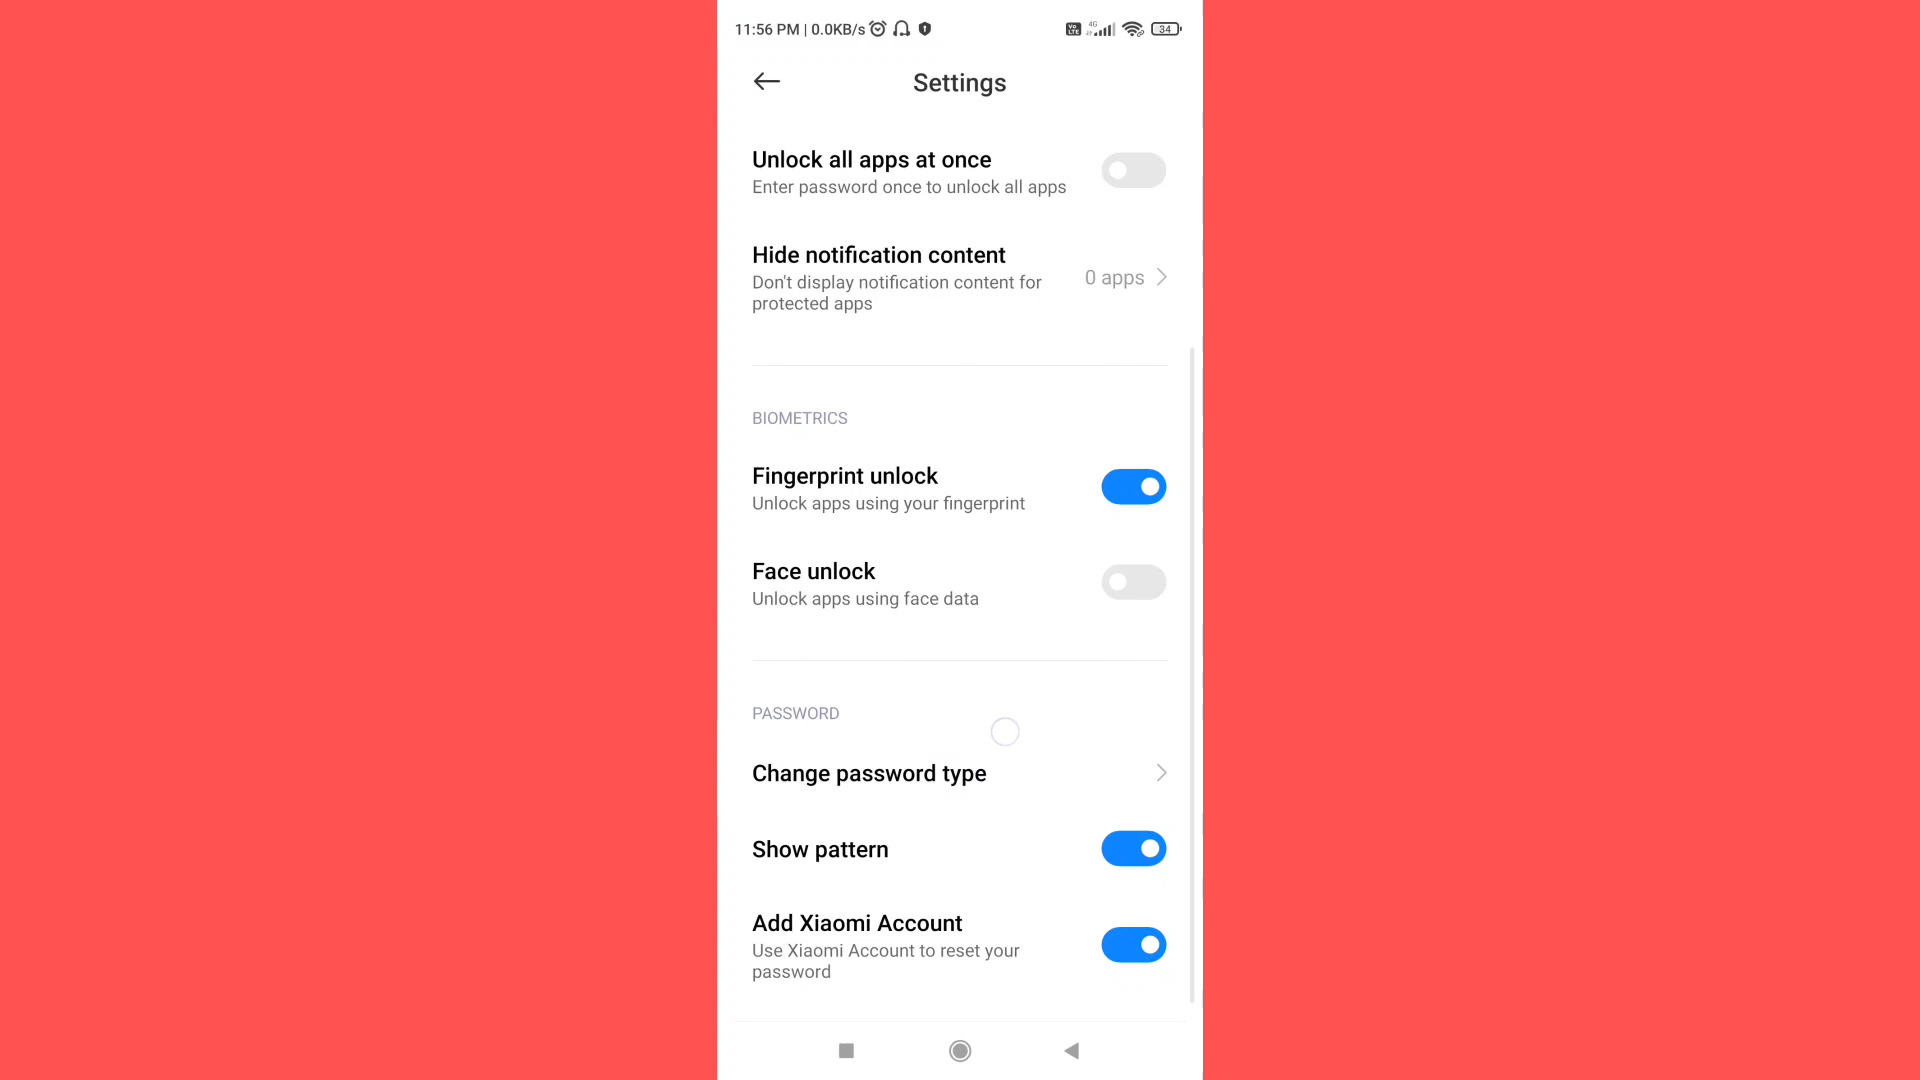 11:56 PM | 0.0KB/s
Vo LTE 4G 34
Settings
Unlock all apps at once
Enter password once to unlock all apps
Hide notification content
Don't display notification content for
protected apps
0 apps
BIOMETRICS
Fingerprint unlock
Unlock apps using your fingerprint
Face unlock
Unlock apps using face data
PASSWORD
Change password type
Show pattern
Add Xiaomi Account
Use Xiaomi Account to reset your
password